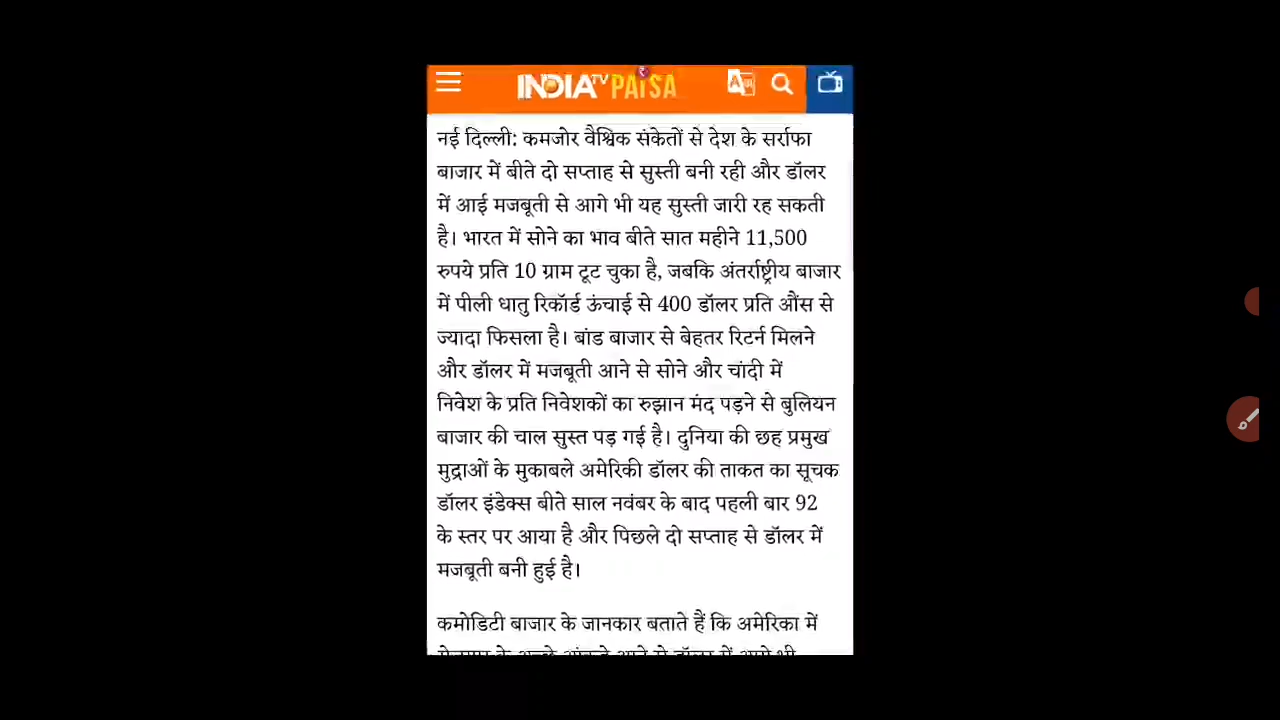 INDIA TV PAISA
नई दिल्ली: कमजोर वैश्विक संकेतों से देश के सर्राफा
बाजार में बीते दो सप्ताह से सुस्ती बनी रही और डॉलर
में आई मजबूती से आगे भी यह सुस्ती जारी रह सकती
है। भारत में सोने का भाव बीते सात महीने 11,500
रुपये प्रति 10 ग्राम टूट चुका है, जबकि अंतर्राष्ट्रीय बाजार
में पीली धातु रिकॉर्ड ऊंचाई से 400 डॉलर प्रति औंस से
ज्यादा फिसला है। बांड बाजार से बेहतर रिटर्न मिलने
और डॉलर में मजबूती आने से सोने और चांदी में
निवेश के प्रति निवेशकों का रुझान मंद पड़ने से बुलियन
बाजार की चाल सुस्त पड़ गई है। दुनिया की छह प्रमुख
मुद्राओं के मुकाबले अमेरिकी डॉलर की ताकत का सूचक
डॉलर इंडेक्स बीते साल नवंबर के बाद पहली बार 92
के स्तर पर आया है और पिछले दो सप्ताह से डॉलर में
मजबूती बनी हुई है।
कमोडिटी बाजार के जानकार बताते हैं कि अमेरिका में